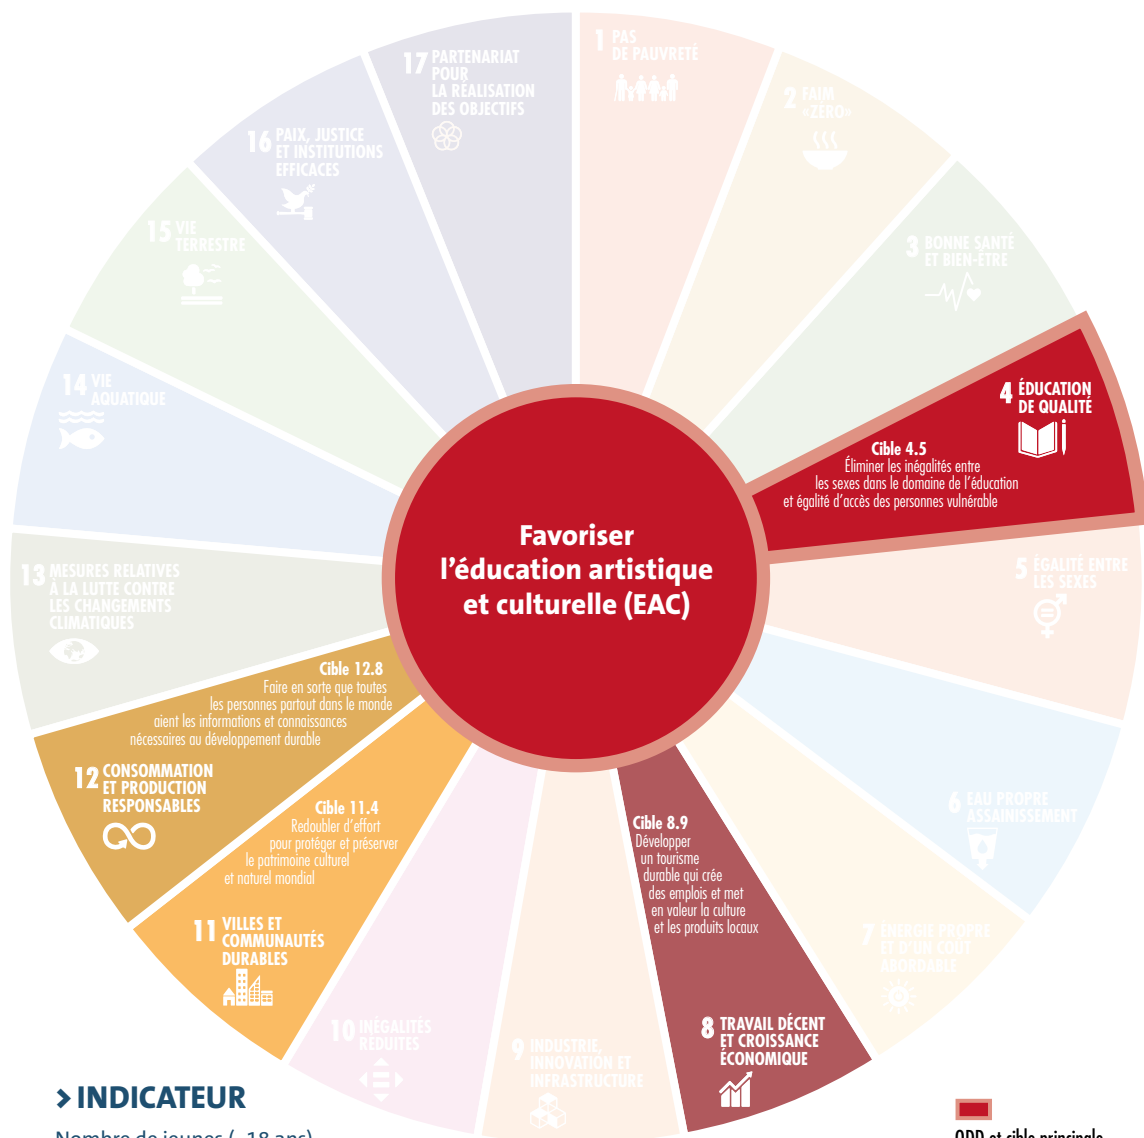 1 PAS
DE PAUVRETÉ
2 FAIM
«ZÉRO»
3 BONNE SANTÉ
ET BIEN-ÊTRE
4 ÉDUCATION
DE QUALITÉ
Cible 4.5
Éliminer les inégalités entre
les sexes dans le domaine de l’éducation
et égalité d’accès des personnes vulnérable
5 ÉGALITÉ ENTRE
LES SEXES
6 EAU PROPRE
ASSAINISSEMENT
7 ÉNERGIE PROPRE
ET D’UN COÛT
ABORDABLE
Cible 8.9
Développer
un tourisme
durable qui crée
des emplois et met
en valeur la culture
et les produits locaux
8 TRAVAIL DÉCENT
ET CROISSANCE
ÉCONOMIQUE
9 INDUSTRIE,
INNOVATION ET
INFRASTRUCTURE
10 INÉGALITÉS
RÉDUITES
Cible 11.4
Redoubler d’effort
pour protéger et préserver
le patrimoine culturel
et naturel mondial
11 VILLES ET
COMMUNAUTÉS
DURABLES
Cible 12.8
Faire en sorte que toutes
les personnes partout dans le monde
aient les informations et connaissances
nécessaires au développement durable
12 CONSOMMATION
ET PRODUCTION
RESPONSABLES
13 MESURES RELATIVES
À LA LUTTE CONTRE
LES CHANGEMENTS
CLIMATIQUES
14 VIE
AQUATIQUE
15 VIE
TERRESTRE
16 PAIX, JUSTICE
ET INSTITUTIONS
EFFICACES
17 PARTENARIAT
POUR
LA RÉALISATION
DES OBJECTIFS
Favoriser
l’éducation artistique
et culturelle (EAC)
> INDICATEUR
Nombre de jeunes (-18 ans)
ODD et cible principale